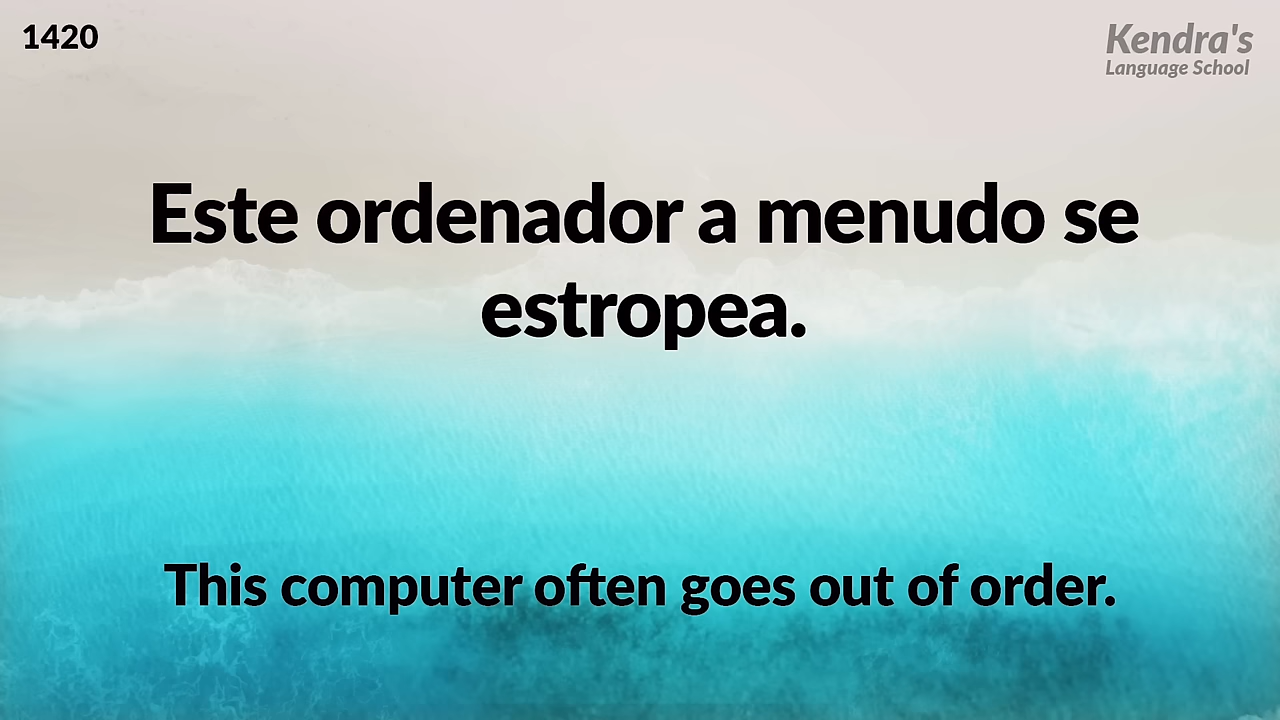 1420
Kendra's
Language School
Este ordenador a menudo se
estropea.
This computer often goes out of order.